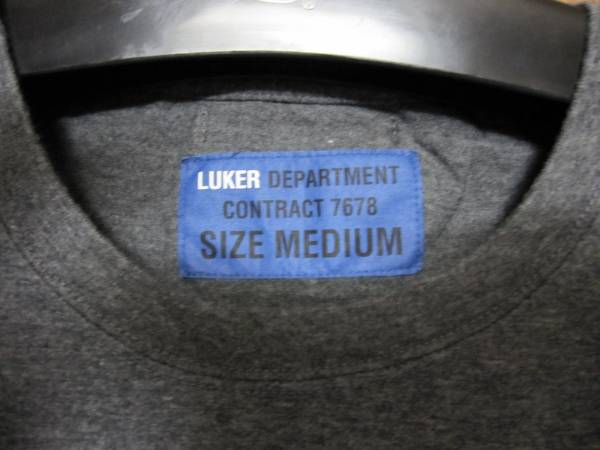 LUKER DEPARTMENT
CONTRACT 7678
SIZE MEDIUM